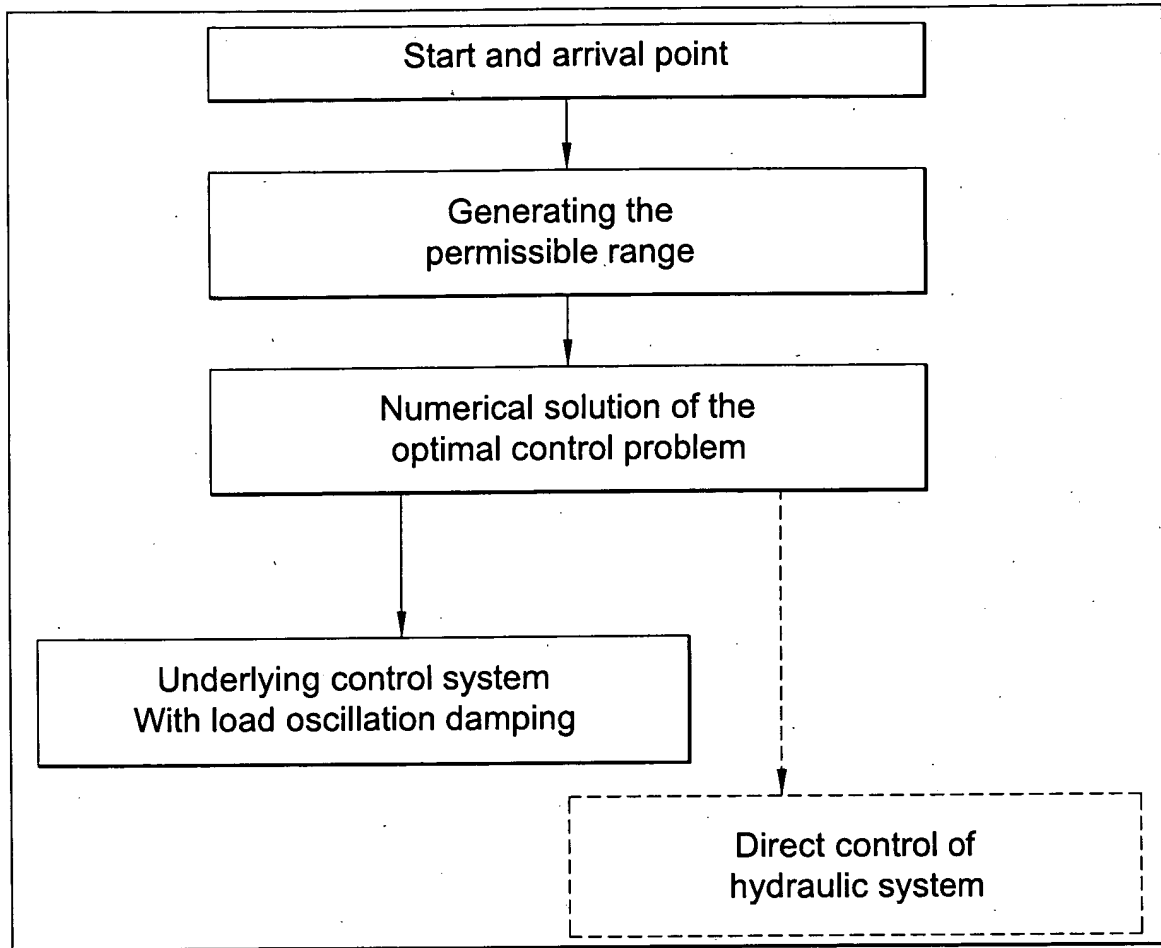 Start and arrival point
Generating the
permissible range
Numerical solution of the
optimal control problem
Underlying control system
With load oscillation damping
Direct control of
hydraulic system